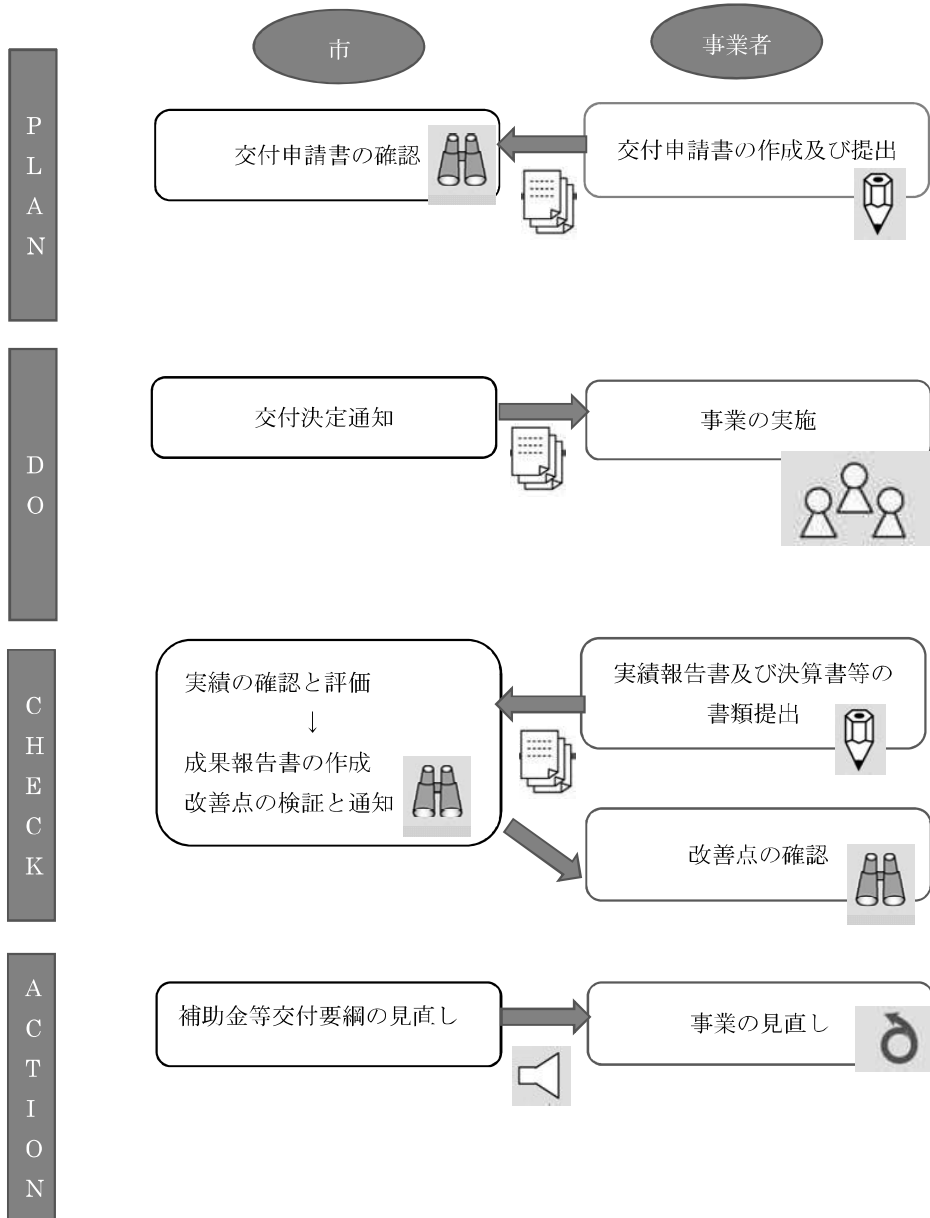 市
事業者
PLAN
交付申請書の確認
交付申請書の作成及び提出
DO
交付決定通知
事業の実施
CHECK
実績の確認と評価
↓
成果報告書の作成
改善点の検証と通知
実績報告書及び決算書等の
書類提出
改善点の確認
ACTION
補助金等交付要綱の見直し
事業の見直し